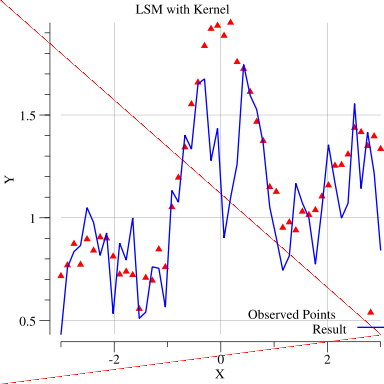 LSM with Kernel
1.5
1
0.5
Y
Observed Points
Result
-2
0
2
X